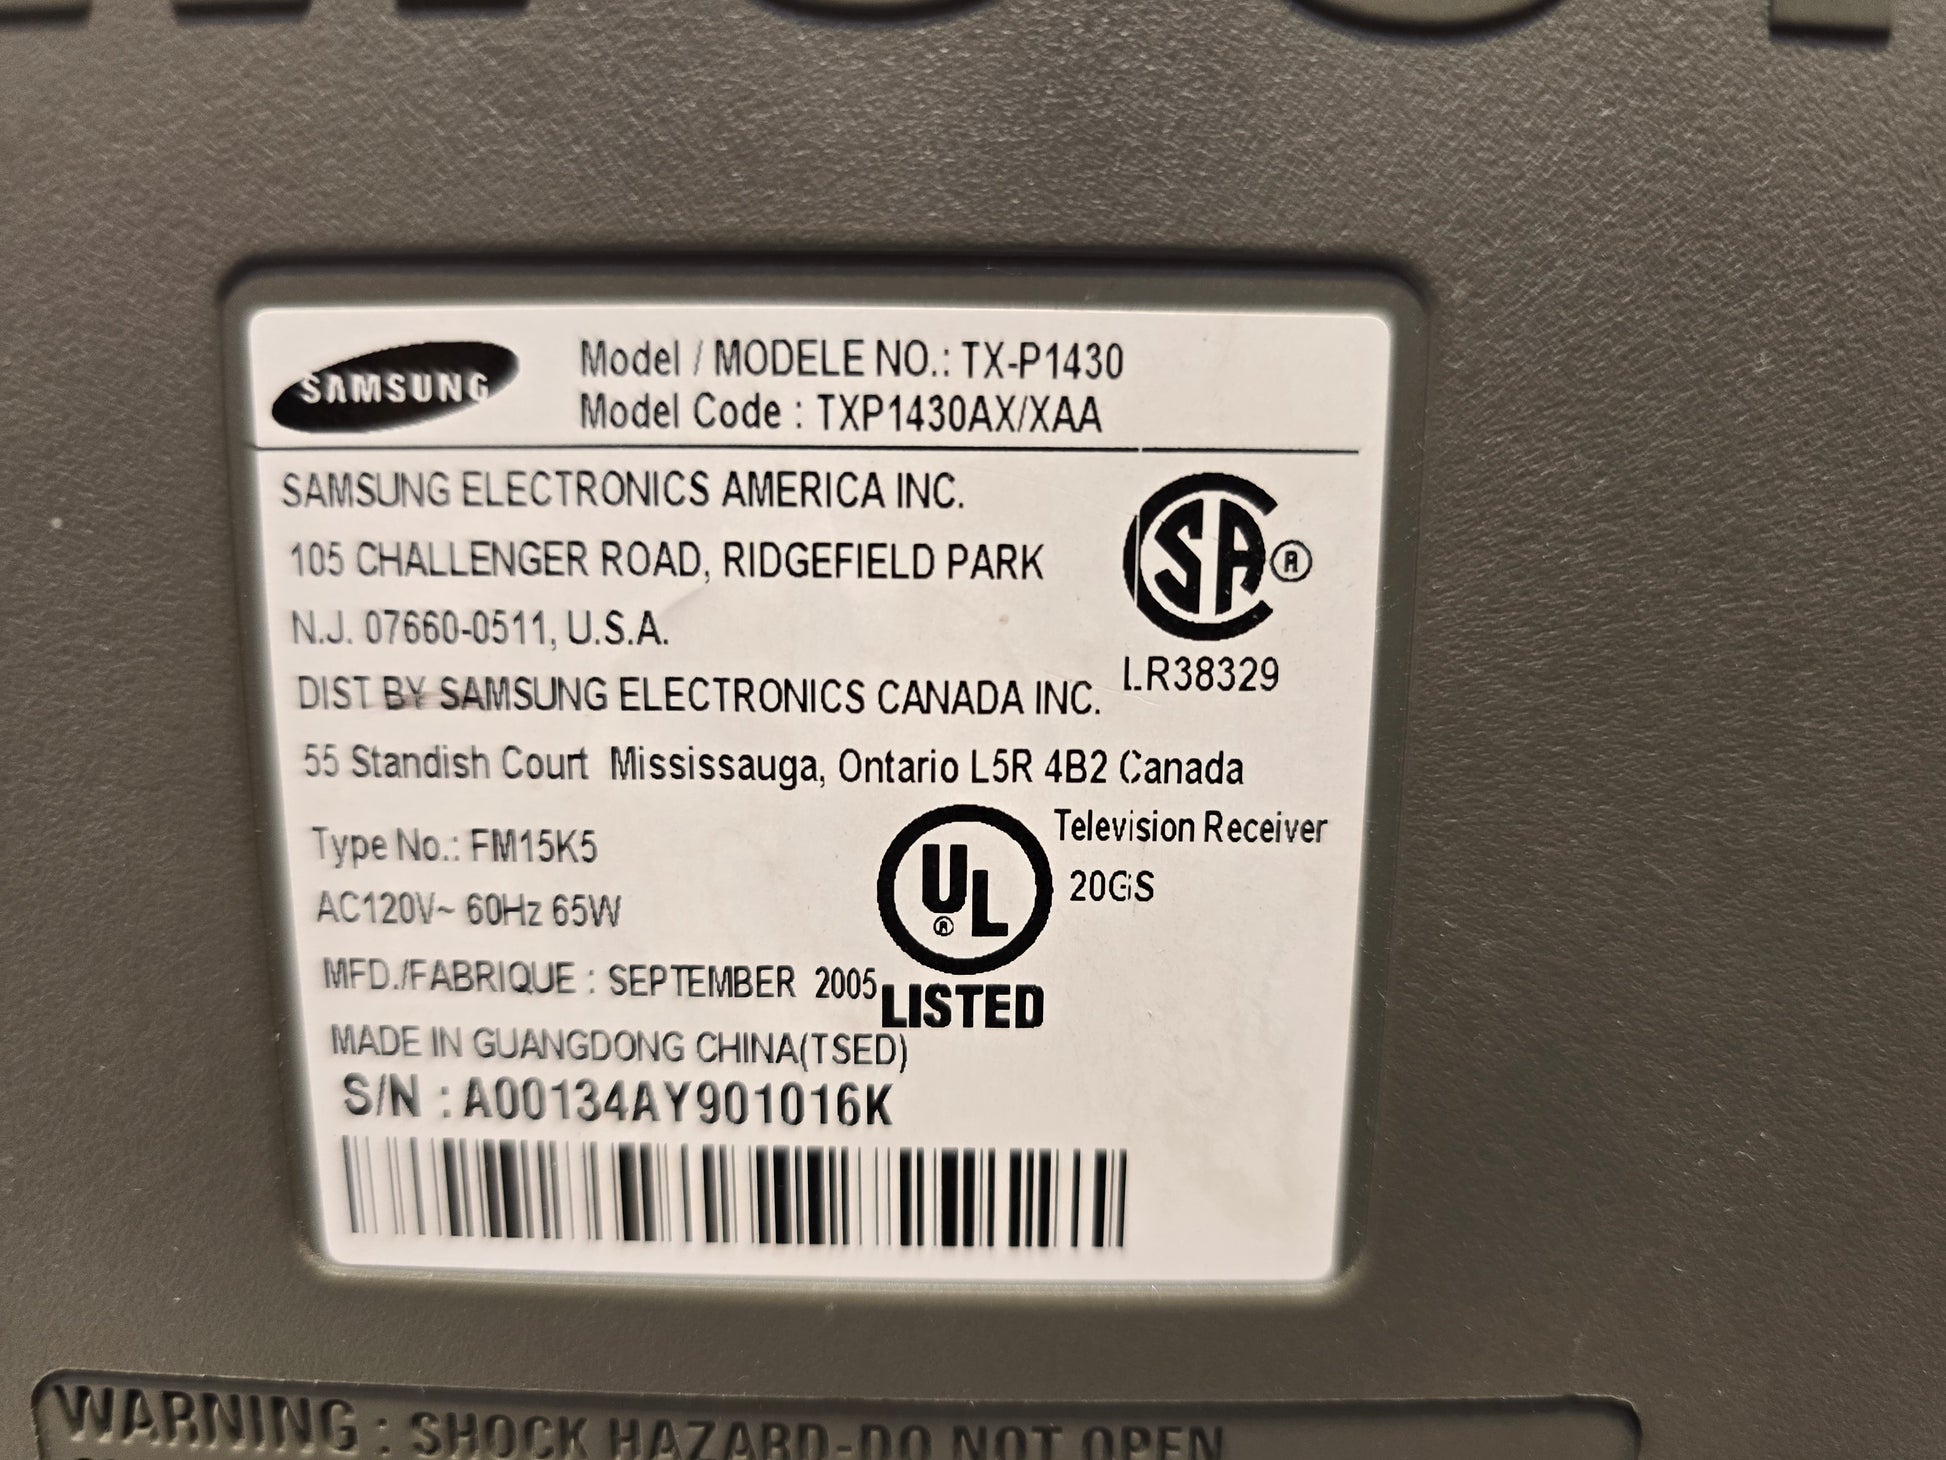 SAMSUNG
Model / MODELE NO.: TX-P1430
Model Code : TXP1430AX/XAA
SAMSUNG ELECTRONICS AMERICA INC.
105 CHALLENGER ROAD, RIDGEFIELD PARK
N.J. 07660-0511, U.S.A.
SA ®
LR38329
DIST BY SAMSUNG ELECTRONICS CANADA INC.
55 Standish Court Mississauga, Ontario L5R 4B2 Canada
Type No.: FM15K5
AC120V~ 60Hz 65W
UL ®
LISTED
Television Receiver
20GS
MFD./FABRIQUE : SEPTEMBER 2005
MADE IN GUANGDONG CHINA(TSED)
S/N : A00134AY901016K
WARNING : SHOCK HAZARD-DO NOT OPEN